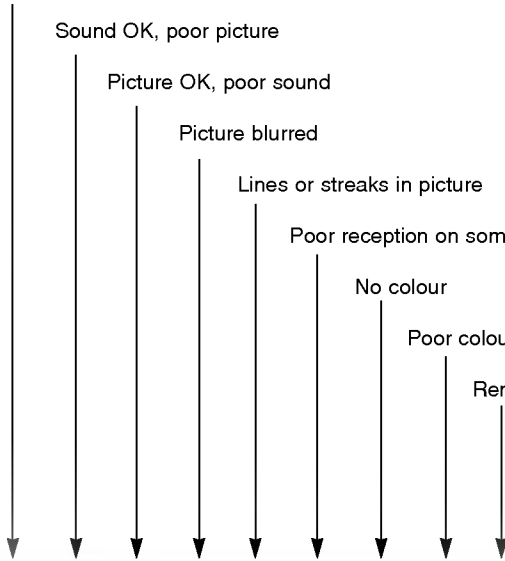 Sound OK, poor picture
Picture OK, poor sound
Picture blurred
Lines or streaks in picture
Poor reception on som
No colour
Poor colou
Rem